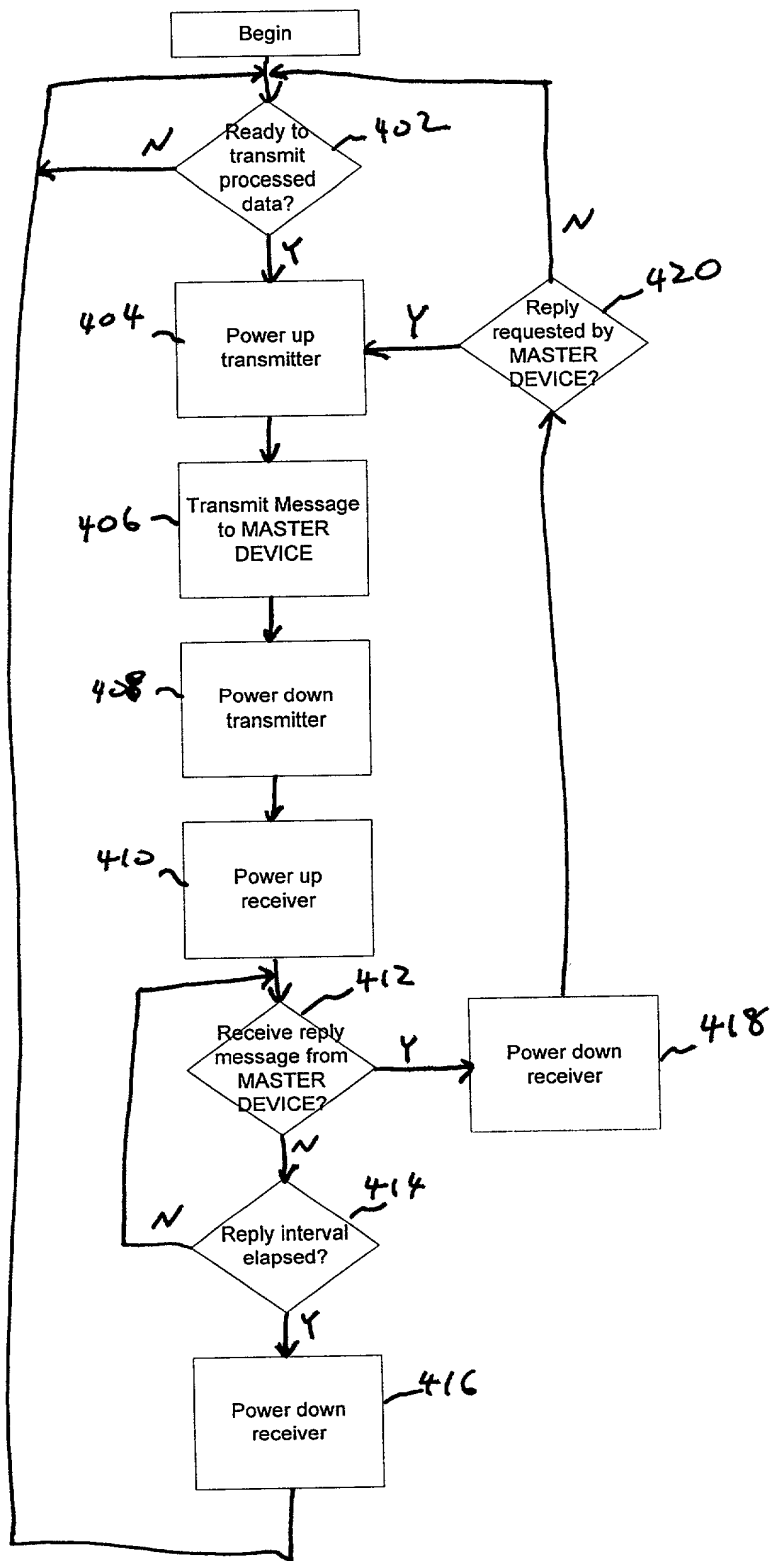 Begin
Ready to
transmit
processed
data?
402
N
Y
404
Power up
transmitter
Y
Reply
requested by
MASTER
DEVICE?
420
N
406
Transmit Message
to MASTER
DEVICE
408
Power down
transmitter
410
Power up
receiver
412
Receive reply
message from
MASTER
DEVICE?
Y
Power down
receiver
418
N
414
N
Reply interval
elapsed?
Y
416
Power down
receiver